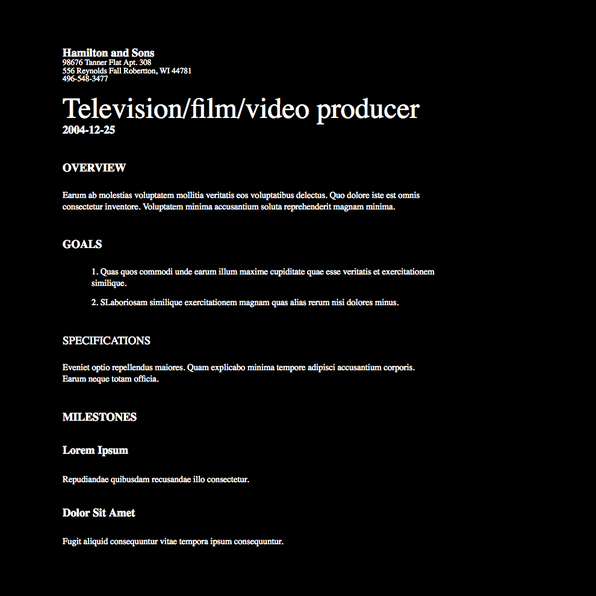 Hamilton and Sons
98676 Tanner Flat Apt. 308
556 Reynolds Fall Robertton, WI 44781
496-548-3477
Television/film/video producer
2004-12-25
OVERVIEW
Earum ab molestias voluptatem mollitia veritatis eos voluptatibus delectus. Quo dolore iste est omnis
consectetur inventore. Voluptatem minima accusantium soluta reprehenderit magnam minima.
GOALS
1. Quas quos commodi unde earum illum maxime cupiditate quae esse veritatis et exercitationem
similique.
2. SLaboriosam similique exercitationem magnam quas alias rerum nisi dolores minus.
SPECIFICATIONS
Eveniet optio repellendus maiores. Quam explicabo minima tempore adipisci accusantium corporis.
Earum neque totam officia.
MILESTONES
Lorem Ipsum
Repudiandae quibusdam recusandae illo consectetur.
Dolor Sit Amet
Fugit aliquid consequuntur vitae tempora ipsum consequuntur.